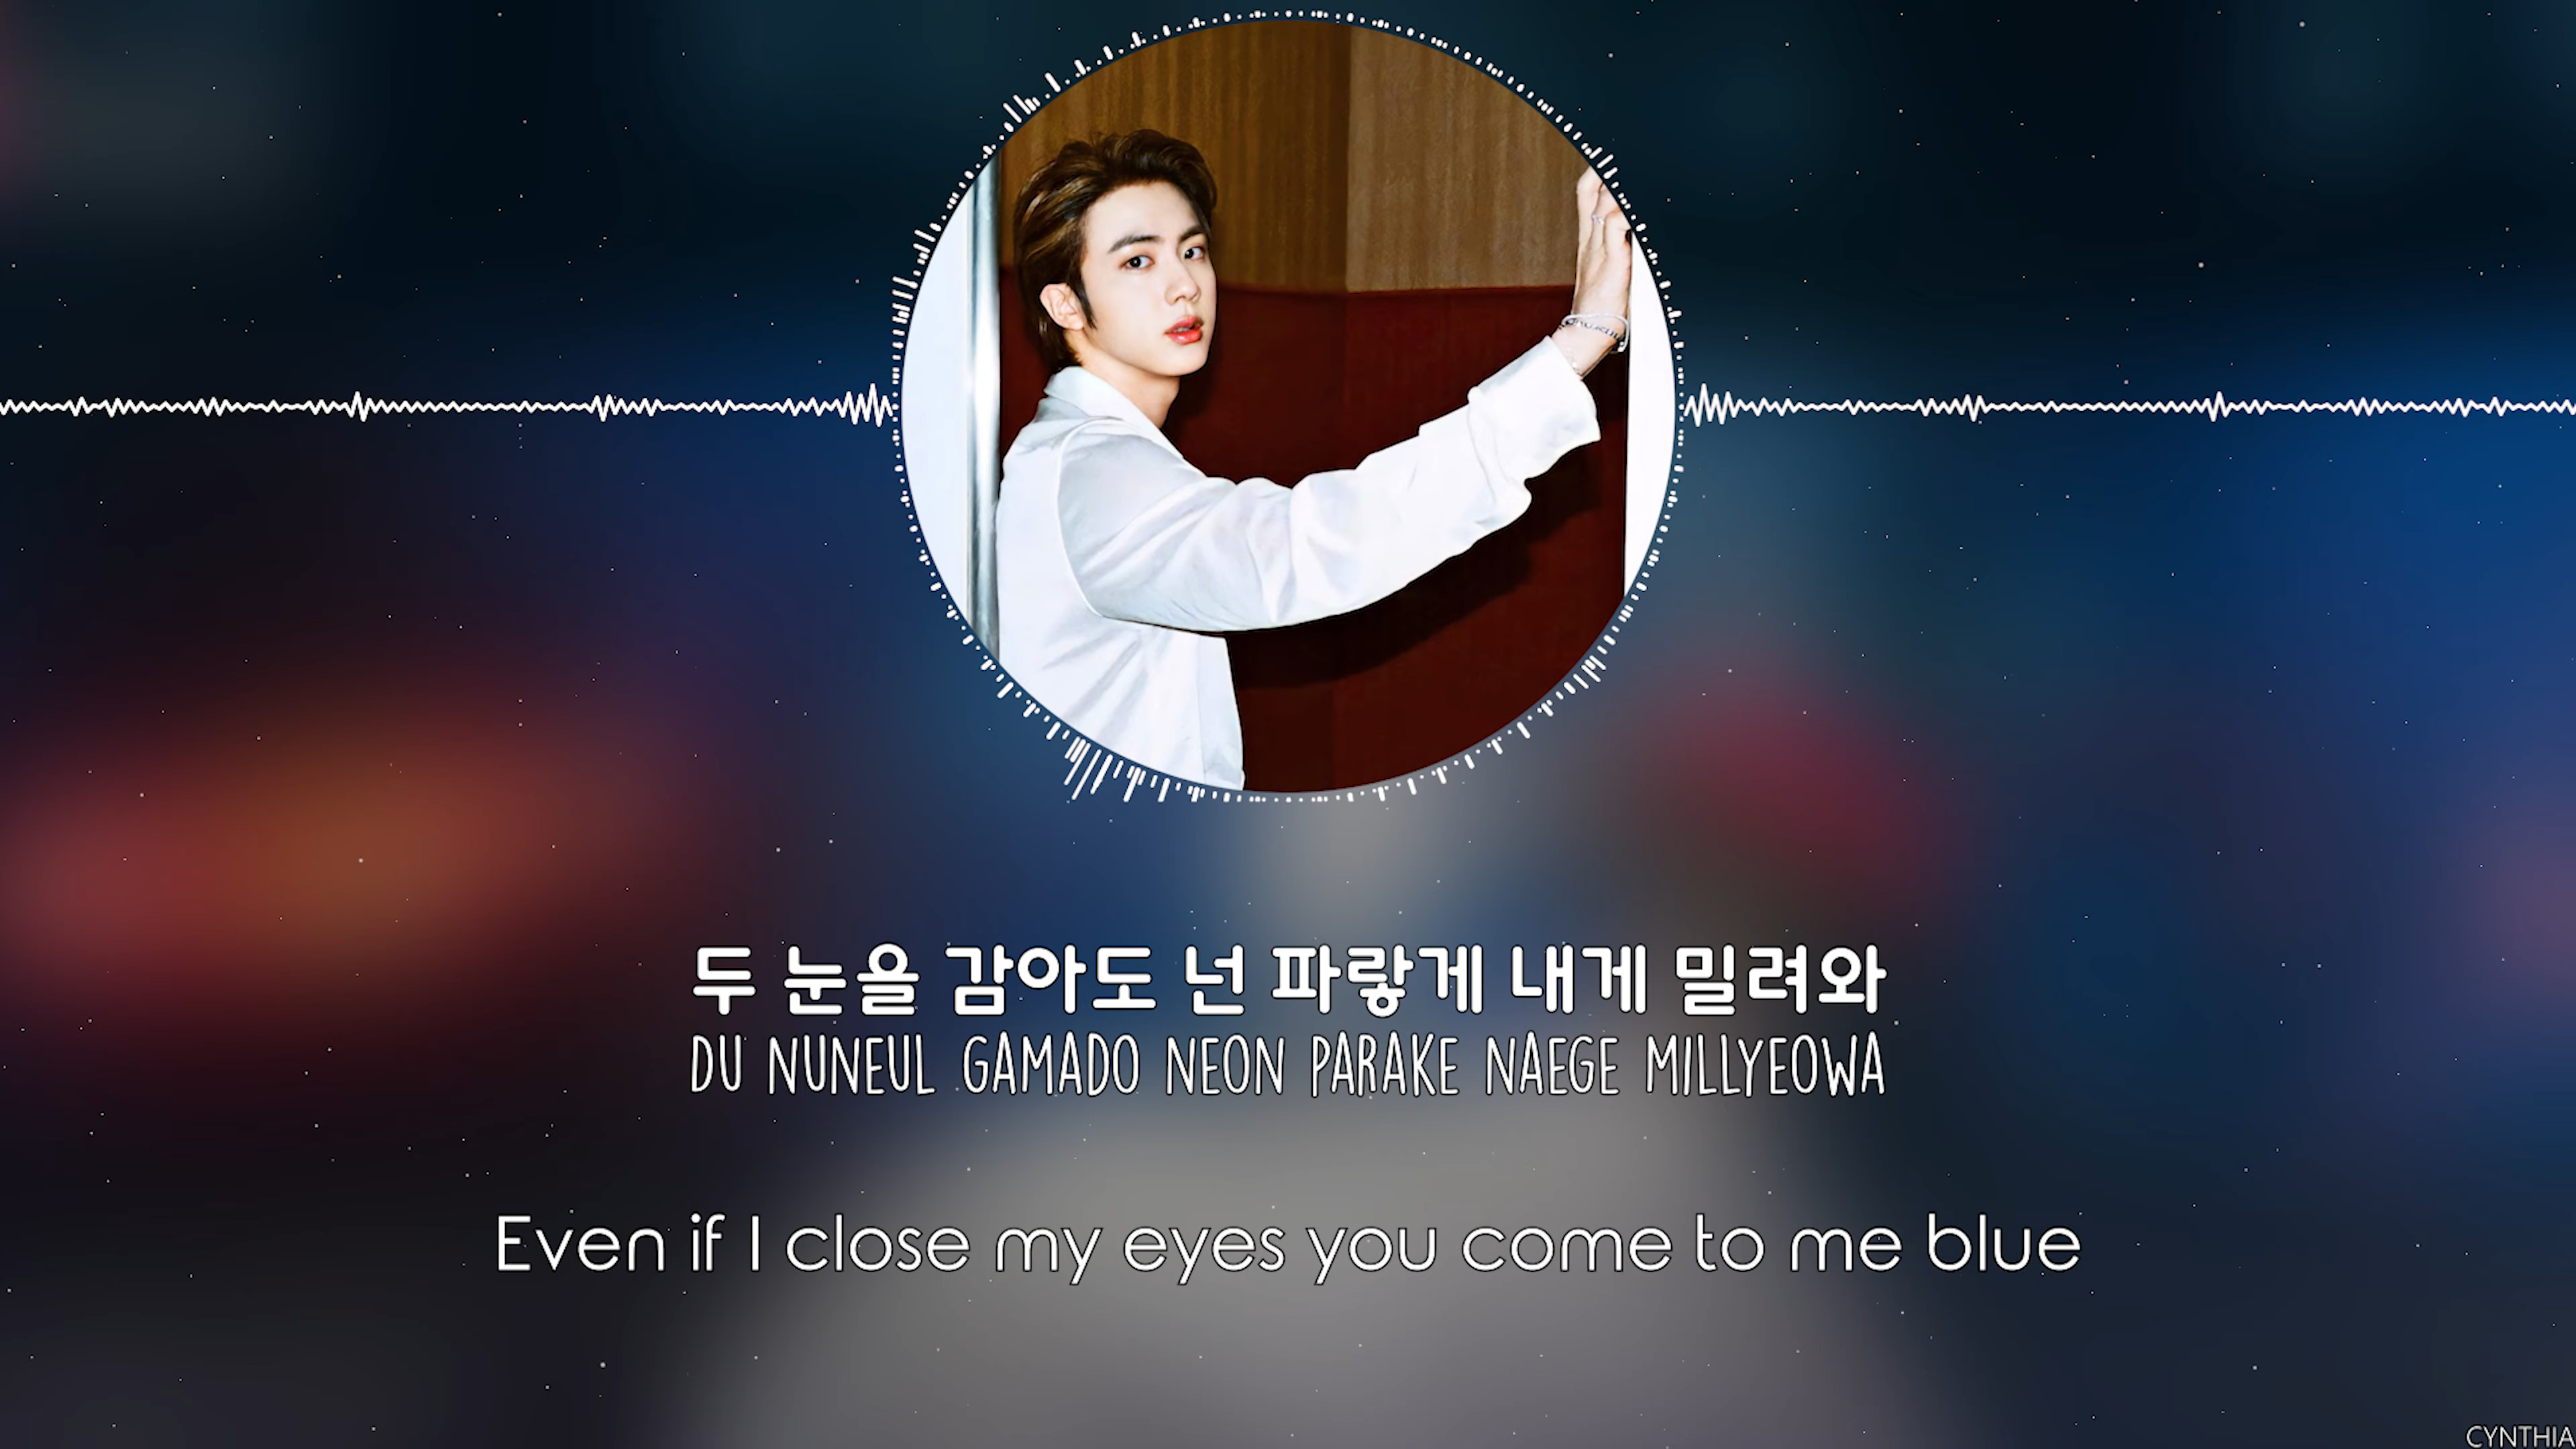 두 눈을 감아도 넌 파랗게 내게 밀려와
DU NUNEUL GAMADO NEON PARAKE NAEGE MILLYEOWA
Even if I close my eyes you come to me blue
CYNTHIA